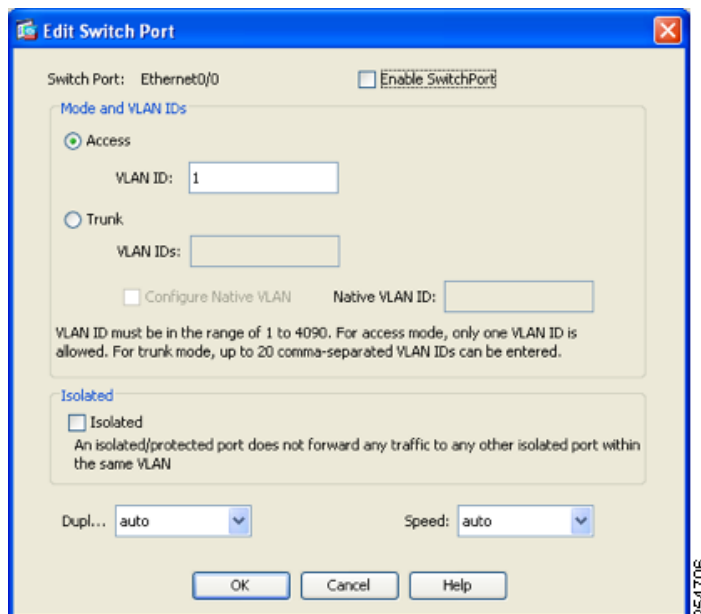 Edit Switch Port
Switch Port: Ethernet0/0
Enable SwitchPort
Mode and VLAN IDs
Access
VLAN ID: 1
Trunk
VLAN IDs:
Configure Native VLAN
Native VLAN ID:
VLAN ID must be in the range of 1 to 4090. For access mode, only one VLAN ID is
allowed. For trunk mode, up to 20 comma-separated VLAN IDs can be entered.
Isolated
Isolated
An isolated/protected port does not forward any traffic to any other isolated port within
the same VLAN
Dupl... auto
Speed: auto
OK
Cancel
Help
254706